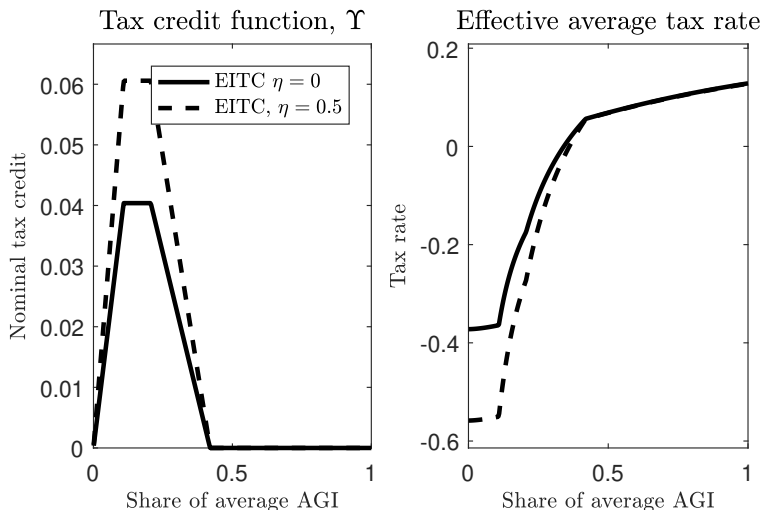 Tax credit function, ϒ
EITC η = 0
EITC, η = 0.5
Nominal tax credit
0.06
0.05
0.04
0.03
0.02
0.01
0
0
0.5
1
Share of average AGI
Effective average tax rate
Tax rate
0.2
0
-0.2
-0.4
-0.6
0
0.5
1
Share of average AGI